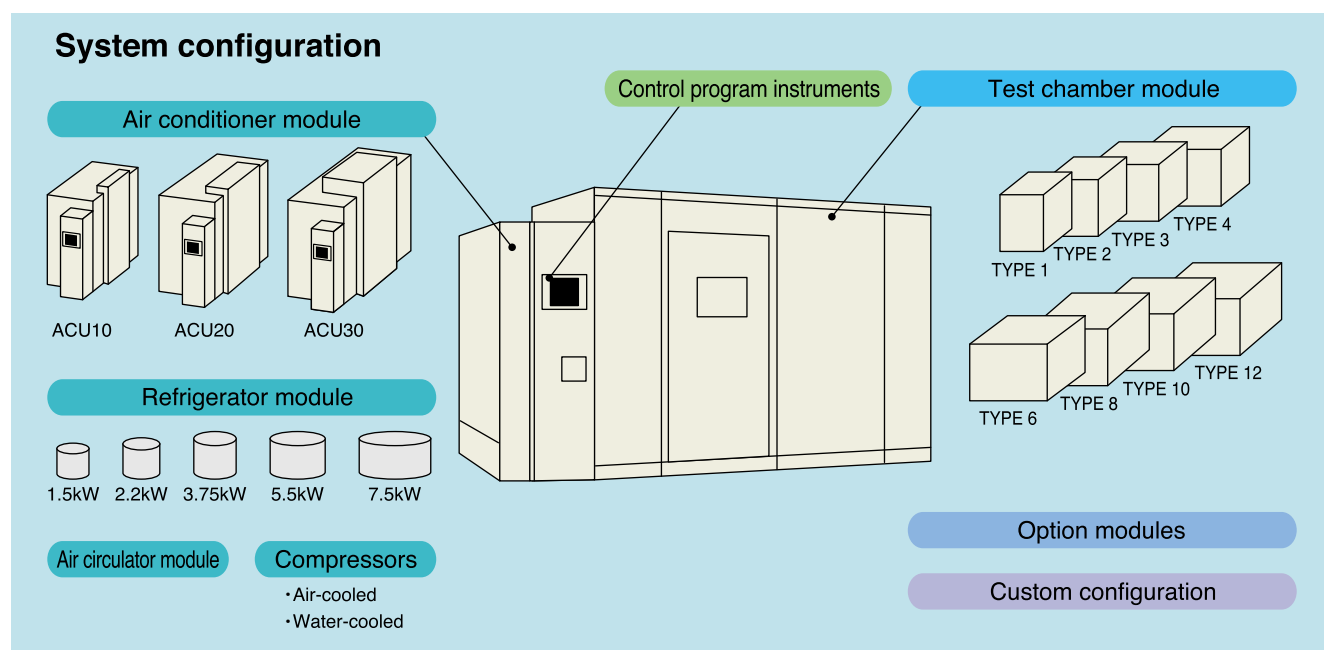 System configuration
Control program instruments
Test chamber module
Air conditioner module
ACU10
ACU20
ACU30
TYPE 1
TYPE 2
TYPE 3
TYPE 4
TYPE 6
TYPE 8
TYPE 10
TYPE 12
Refrigerator module
1.5kW
2.2kW
3.75kW
5.5kW
7.5kW
Air circulator module
Compressors
・Air-cooled
・Water-cooled
Option modules
Custom configuration